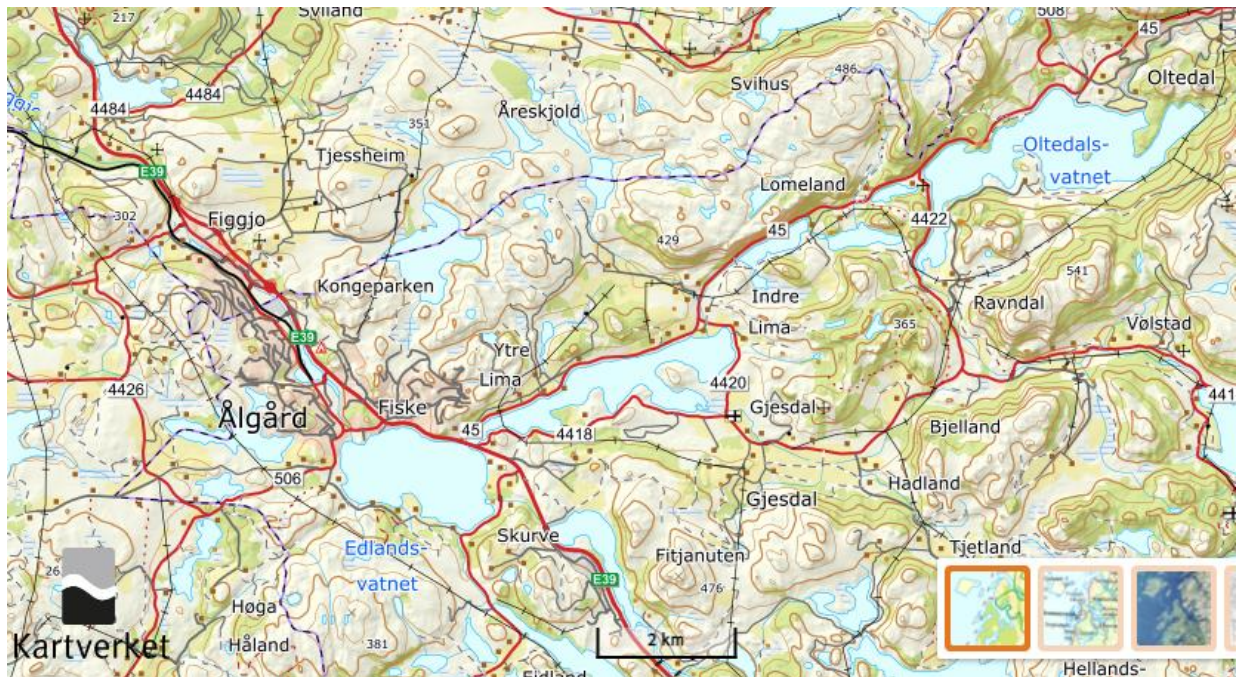 Sviland
217
508
45
Oltedal
Svihus
486
4484
4484
Åreskjold
351
Tjessheim
Oltedals-
vatnet
E39
Lomeland
302
Figgjo
4422
45
429
541
Kongeparken
Indre
Ravndal
Lima
365
Vølstad
E39
Ytre
Lima
4426
4420
441
Ålgård
Fiske
Gjesdal
45
4418
Bjelland
506
Hadland
Gjesdal
Skurve
Edlands-
vatnet
Fitjanuten
Tjetland
26
E39
476
Høga
Håland
381
2 km
Kartverket
Hellands-